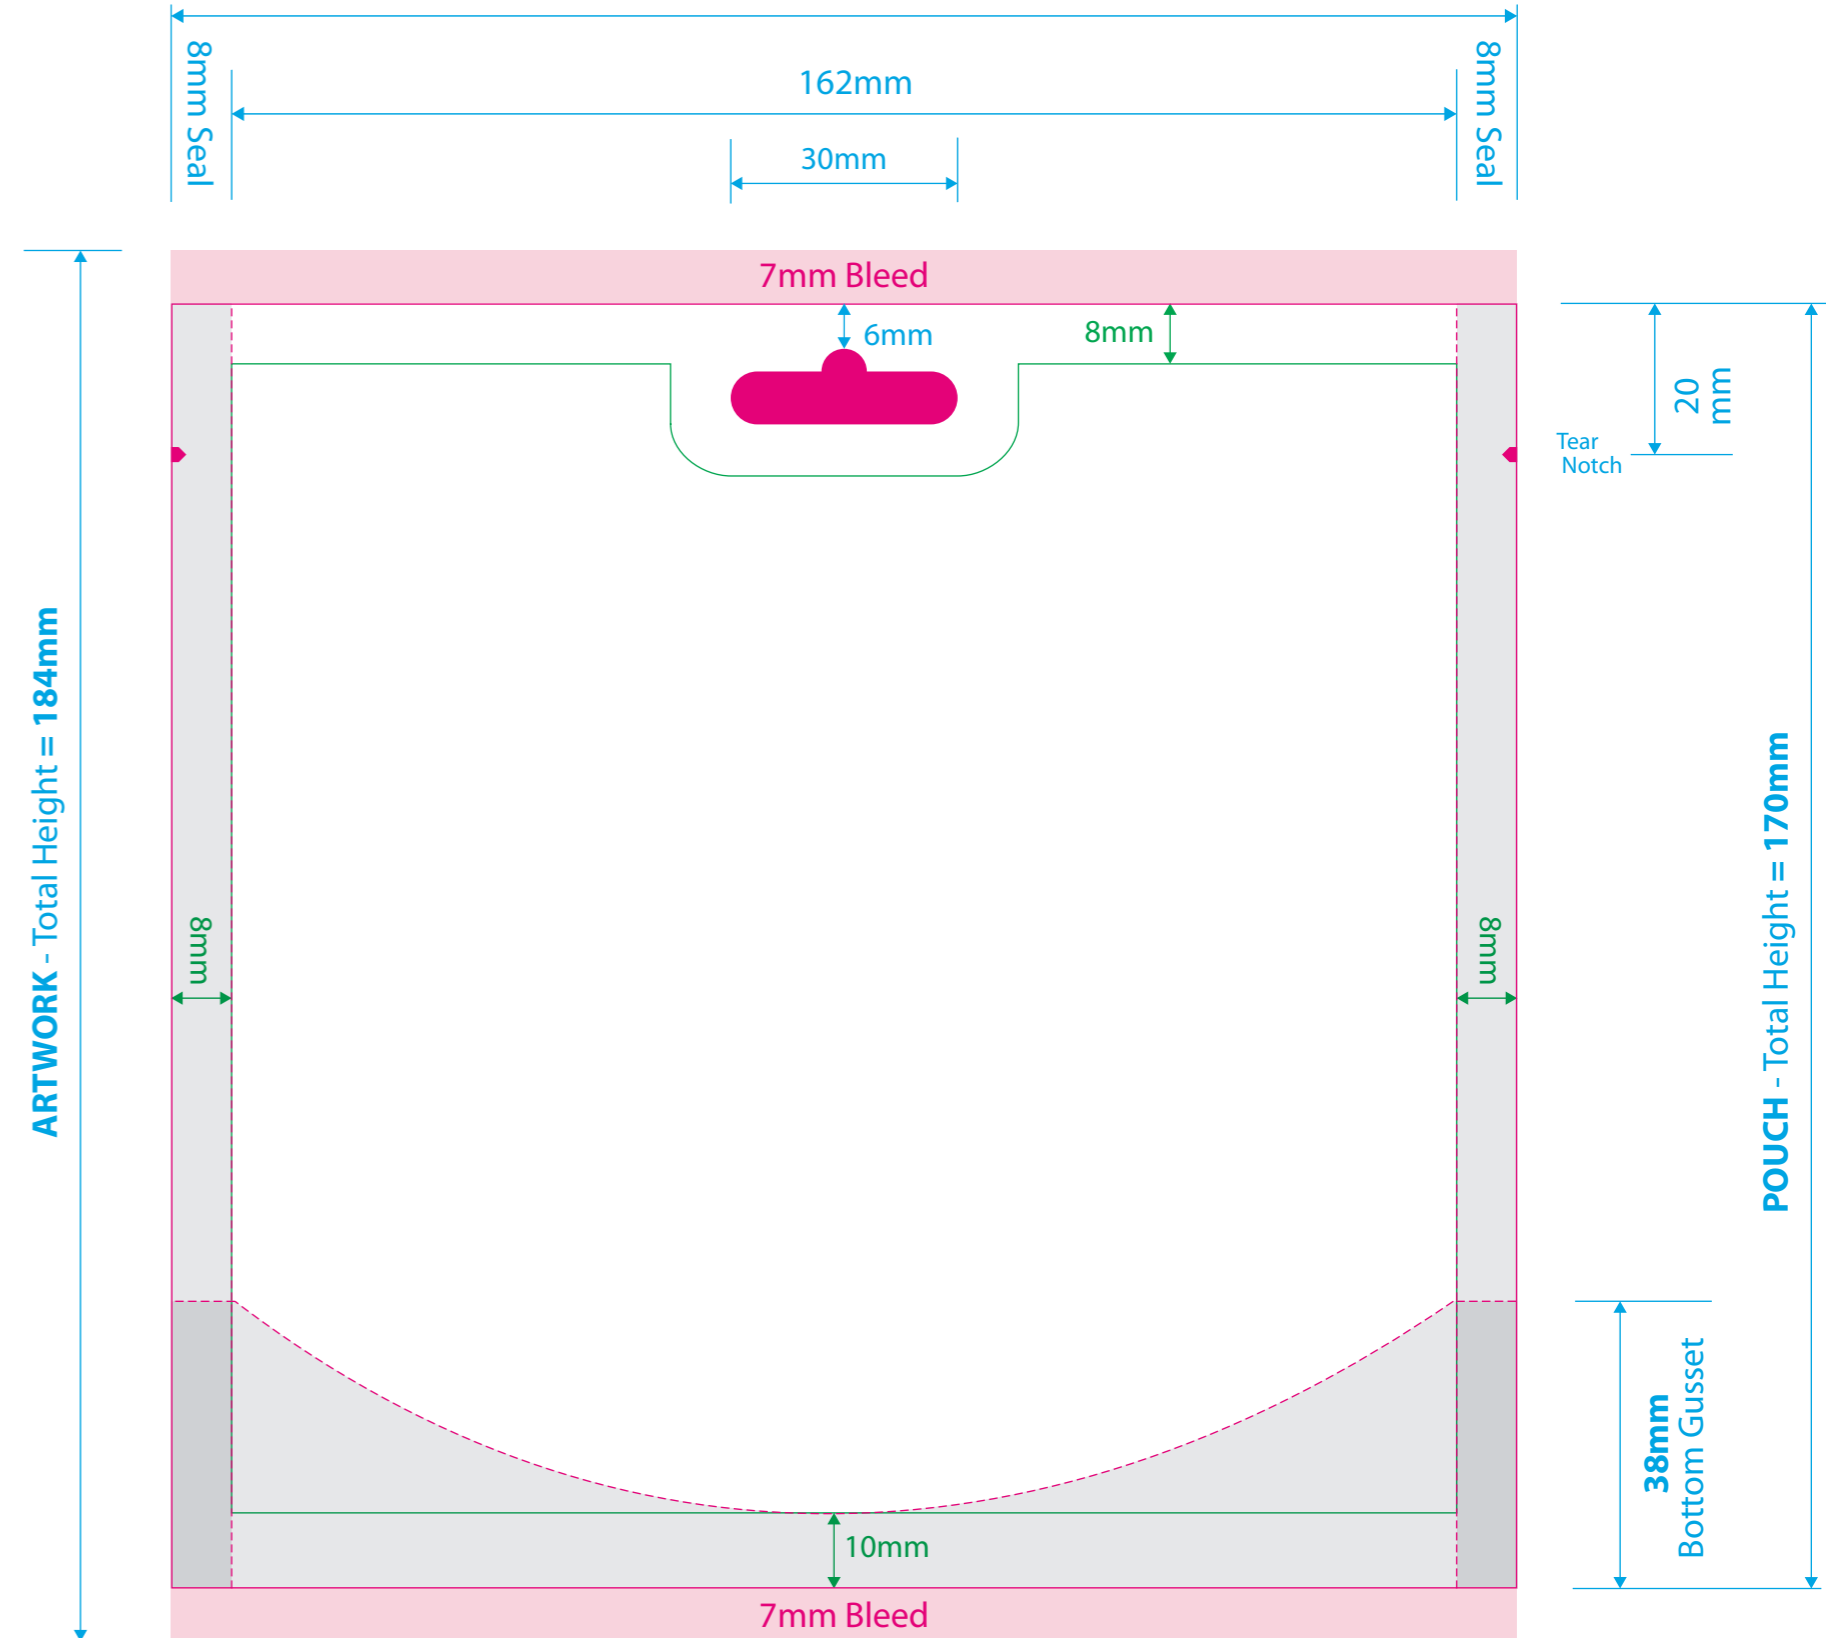 8mm Seal
162mm
8mm Seal
30mm
7mm Bleed
6mm
8mm
20
mm
Tear
Notch
ARTWORK - Total Height = 184mm
POUCH - Total Height = 170mm
8mm
8mm
38mm
Bottom Gusset
10mm
7mm Bleed